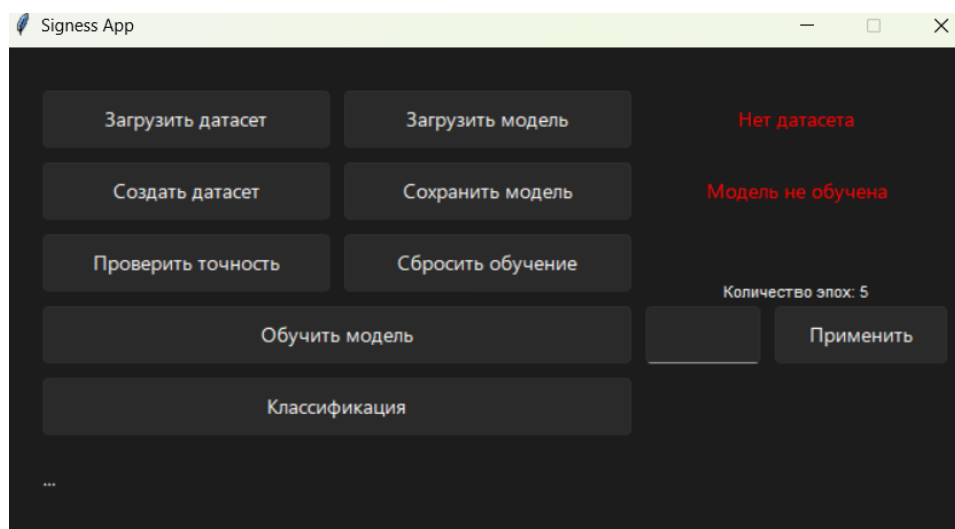 Signess App
Загрузить датасет
Загрузить модель
Нет датасета
Создать датасет
Сохранить модель
Модель не обучена
Проверить точность
Сбросить обучение
Количество эпох: 5
Обучить модель
Применить
Классификация
...